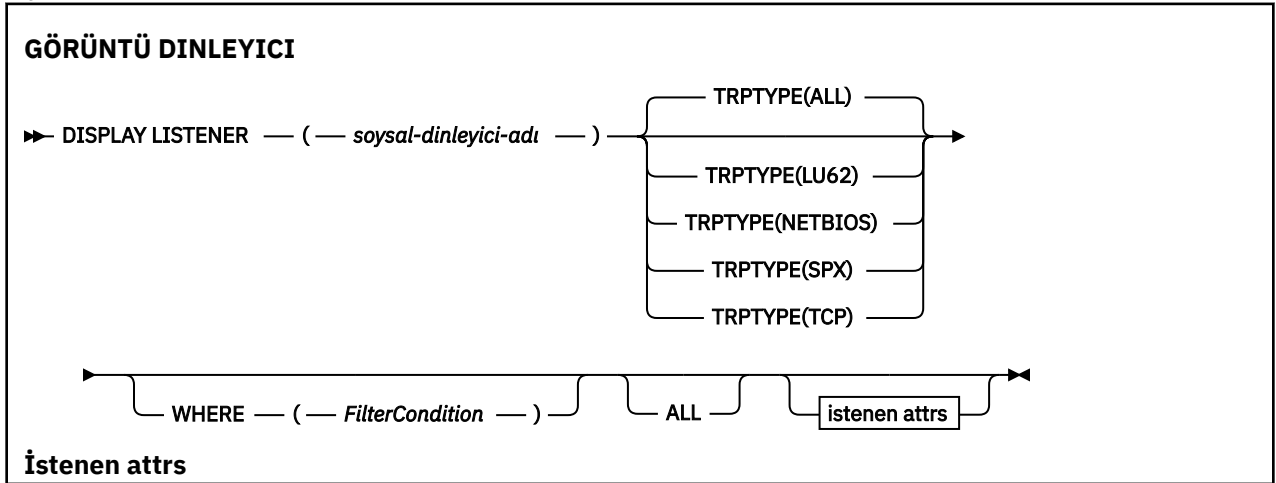 GÖRÜNTÜ DINLEYICI
TRPTYPE(ALL)
DISPLAY LISTENER ( soysal-dinleyici-adı )
TRPTYPE(LU62)
TRPTYPE(NETBIOS)
TRPTYPE(SPX)
TRPTYPE(TCP)
WHERE ( FilterCondition ) ALL istenen attrs
İstenen attrs